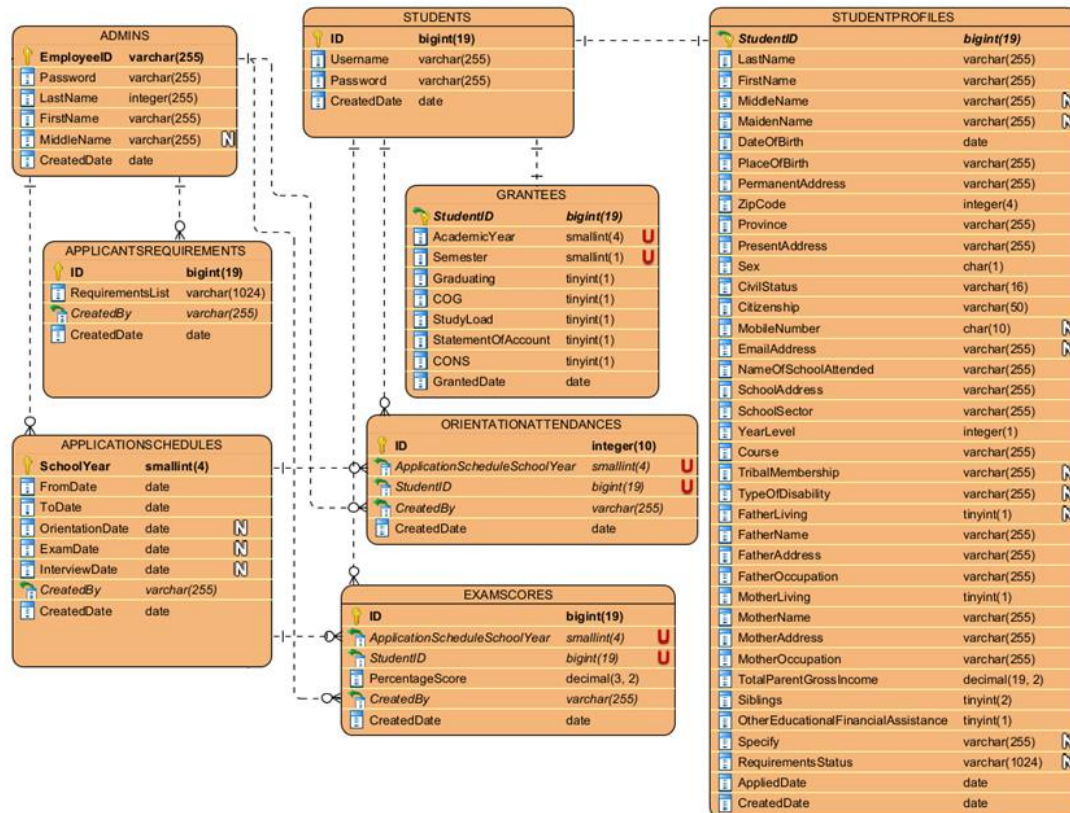 ADMINS
EmployeeID varchar(255)
Password varchar(255)
LastName integer(255)
FirstName varchar(255)
MiddleName varchar(255) N
CreatedDate date
STUDENTS
ID bigint(19)
Username varchar(255)
Password varchar(255)
CreatedDate date
STUDENTPROFILES
StudentID bigint(19)
LastName varchar(255)
FirstName varchar(255)
MiddleName varchar(255) N
MaidenName varchar(255) N
DateOfBirth date
PlaceOfBirth varchar(255)
PermanentAddress varchar(255)
ZipCode integer(4)
Province varchar(255)
PresentAddress varchar(255)
Sex char(1)
CivilStatus varchar(16)
Citizenship varchar(50)
MobileNumber char(10) N
EmailAddress varchar(255) N
NameOfSchoolAttended varchar(255)
SchoolAddress varchar(255)
SchoolSector varchar(255)
YearLevel integer(1)
Course varchar(255)
TribalMembership varchar(255) N
TypeOfDisability varchar(255) N
FatherLiving tinyint(1) N
FatherName varchar(255)
FatherAddress varchar(255)
FatherOccupation varchar(255)
MotherLiving tinyint(1)
MotherName varchar(255)
MotherAddress varchar(255)
MotherOccupation varchar(255)
TotalParentGrossIncome decimal(19, 2)
Siblings tinyint(2)
OtherEducationalFinancialAssistance tinyint(1)
Specify varchar(255) N
RequirementsStatus varchar(1024) N
AppliedDate date
CreatedDate date
GRANTEES
StudentID bigint(19)
AcademicYear smallint(4) U
Semester smallint(1) U
Graduating tinyint(1)
COG tinyint(1)
StudyLoad tinyint(1)
StatementOfAccount tinyint(1)
CONS tinyint(1)
GrantedDate date
APPLICANTSREQUIREMENTS
ID bigint(19)
RequirementsList varchar(1024)
CreatedBy varchar(255)
CreatedDate date
APPLICATIONSCHEDULES
SchoolYear smallint(4)
FromDate date
ToDate date
OrientationDate date N
ExamDate date N
InterviewDate date N
CreatedBy varchar(255)
CreatedDate date
ORIENTATIONATTENDANCES
ID integer(10)
ApplicationScheduleSchoolYear smallint(4) U
StudentID bigint(19) U
CreatedBy varchar(255)
CreatedDate date
EXAMSCORES
ID bigint(19)
ApplicationScheduleSchoolYear smallint(4) U
StudentID bigint(19) U
PercentageScore decimal(3, 2)
CreatedBy varchar(255)
CreatedDate date